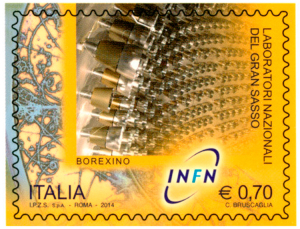 LABORATORI NAZIONALI
DEL GRAN SASSO
BOREXINO
INFN
ITALIA
€ 0,70
I.P.Z.S. S.p.A. - ROMA - 2014
C. BRUSCAGLIA